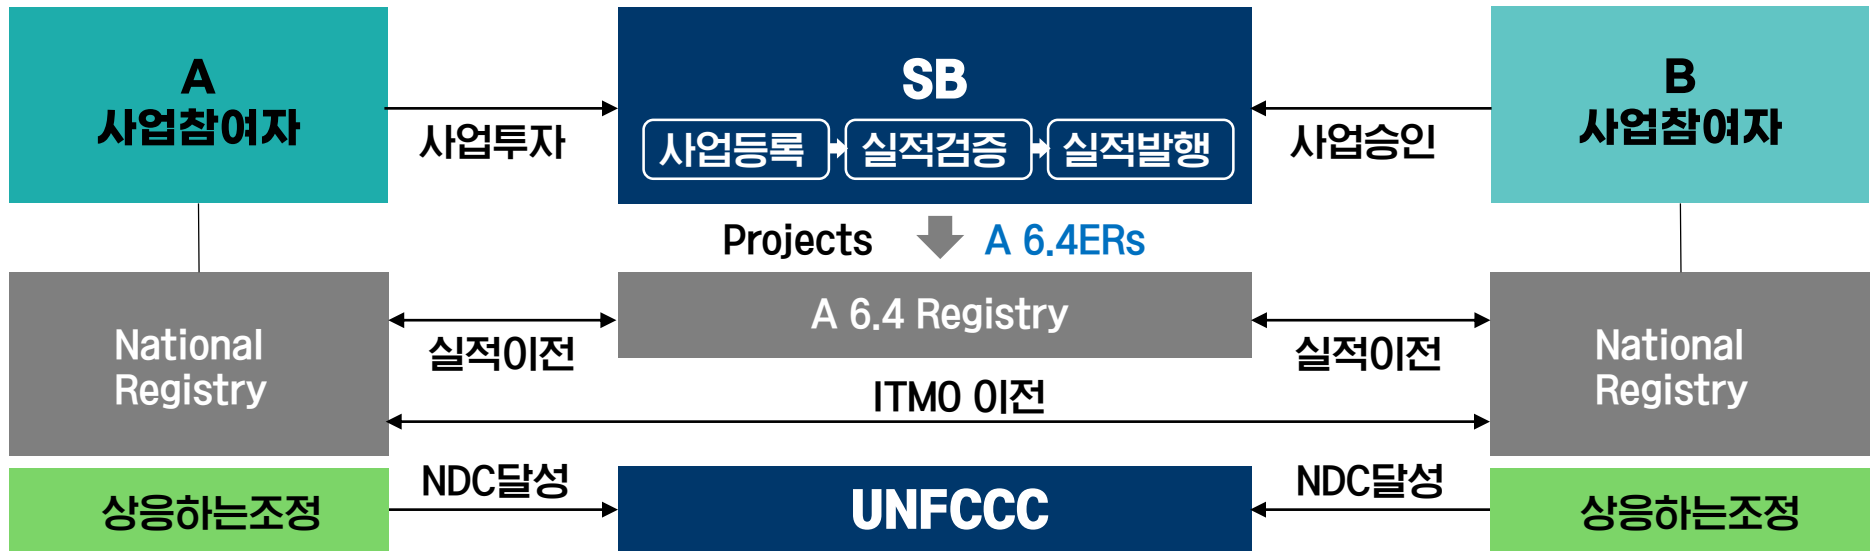 A
사업참여자
사업투자
SB
사업등록
실적검증
실적발행
사업승인
B
사업참여자
Projects
A 6.4ERs
National
Registry
실적이전
A 6.4 Registry
실적이전
National
Registry
ITMO 이전
상응하는조정
NDC달성
UNFCCC
NDC달성
상응하는조정